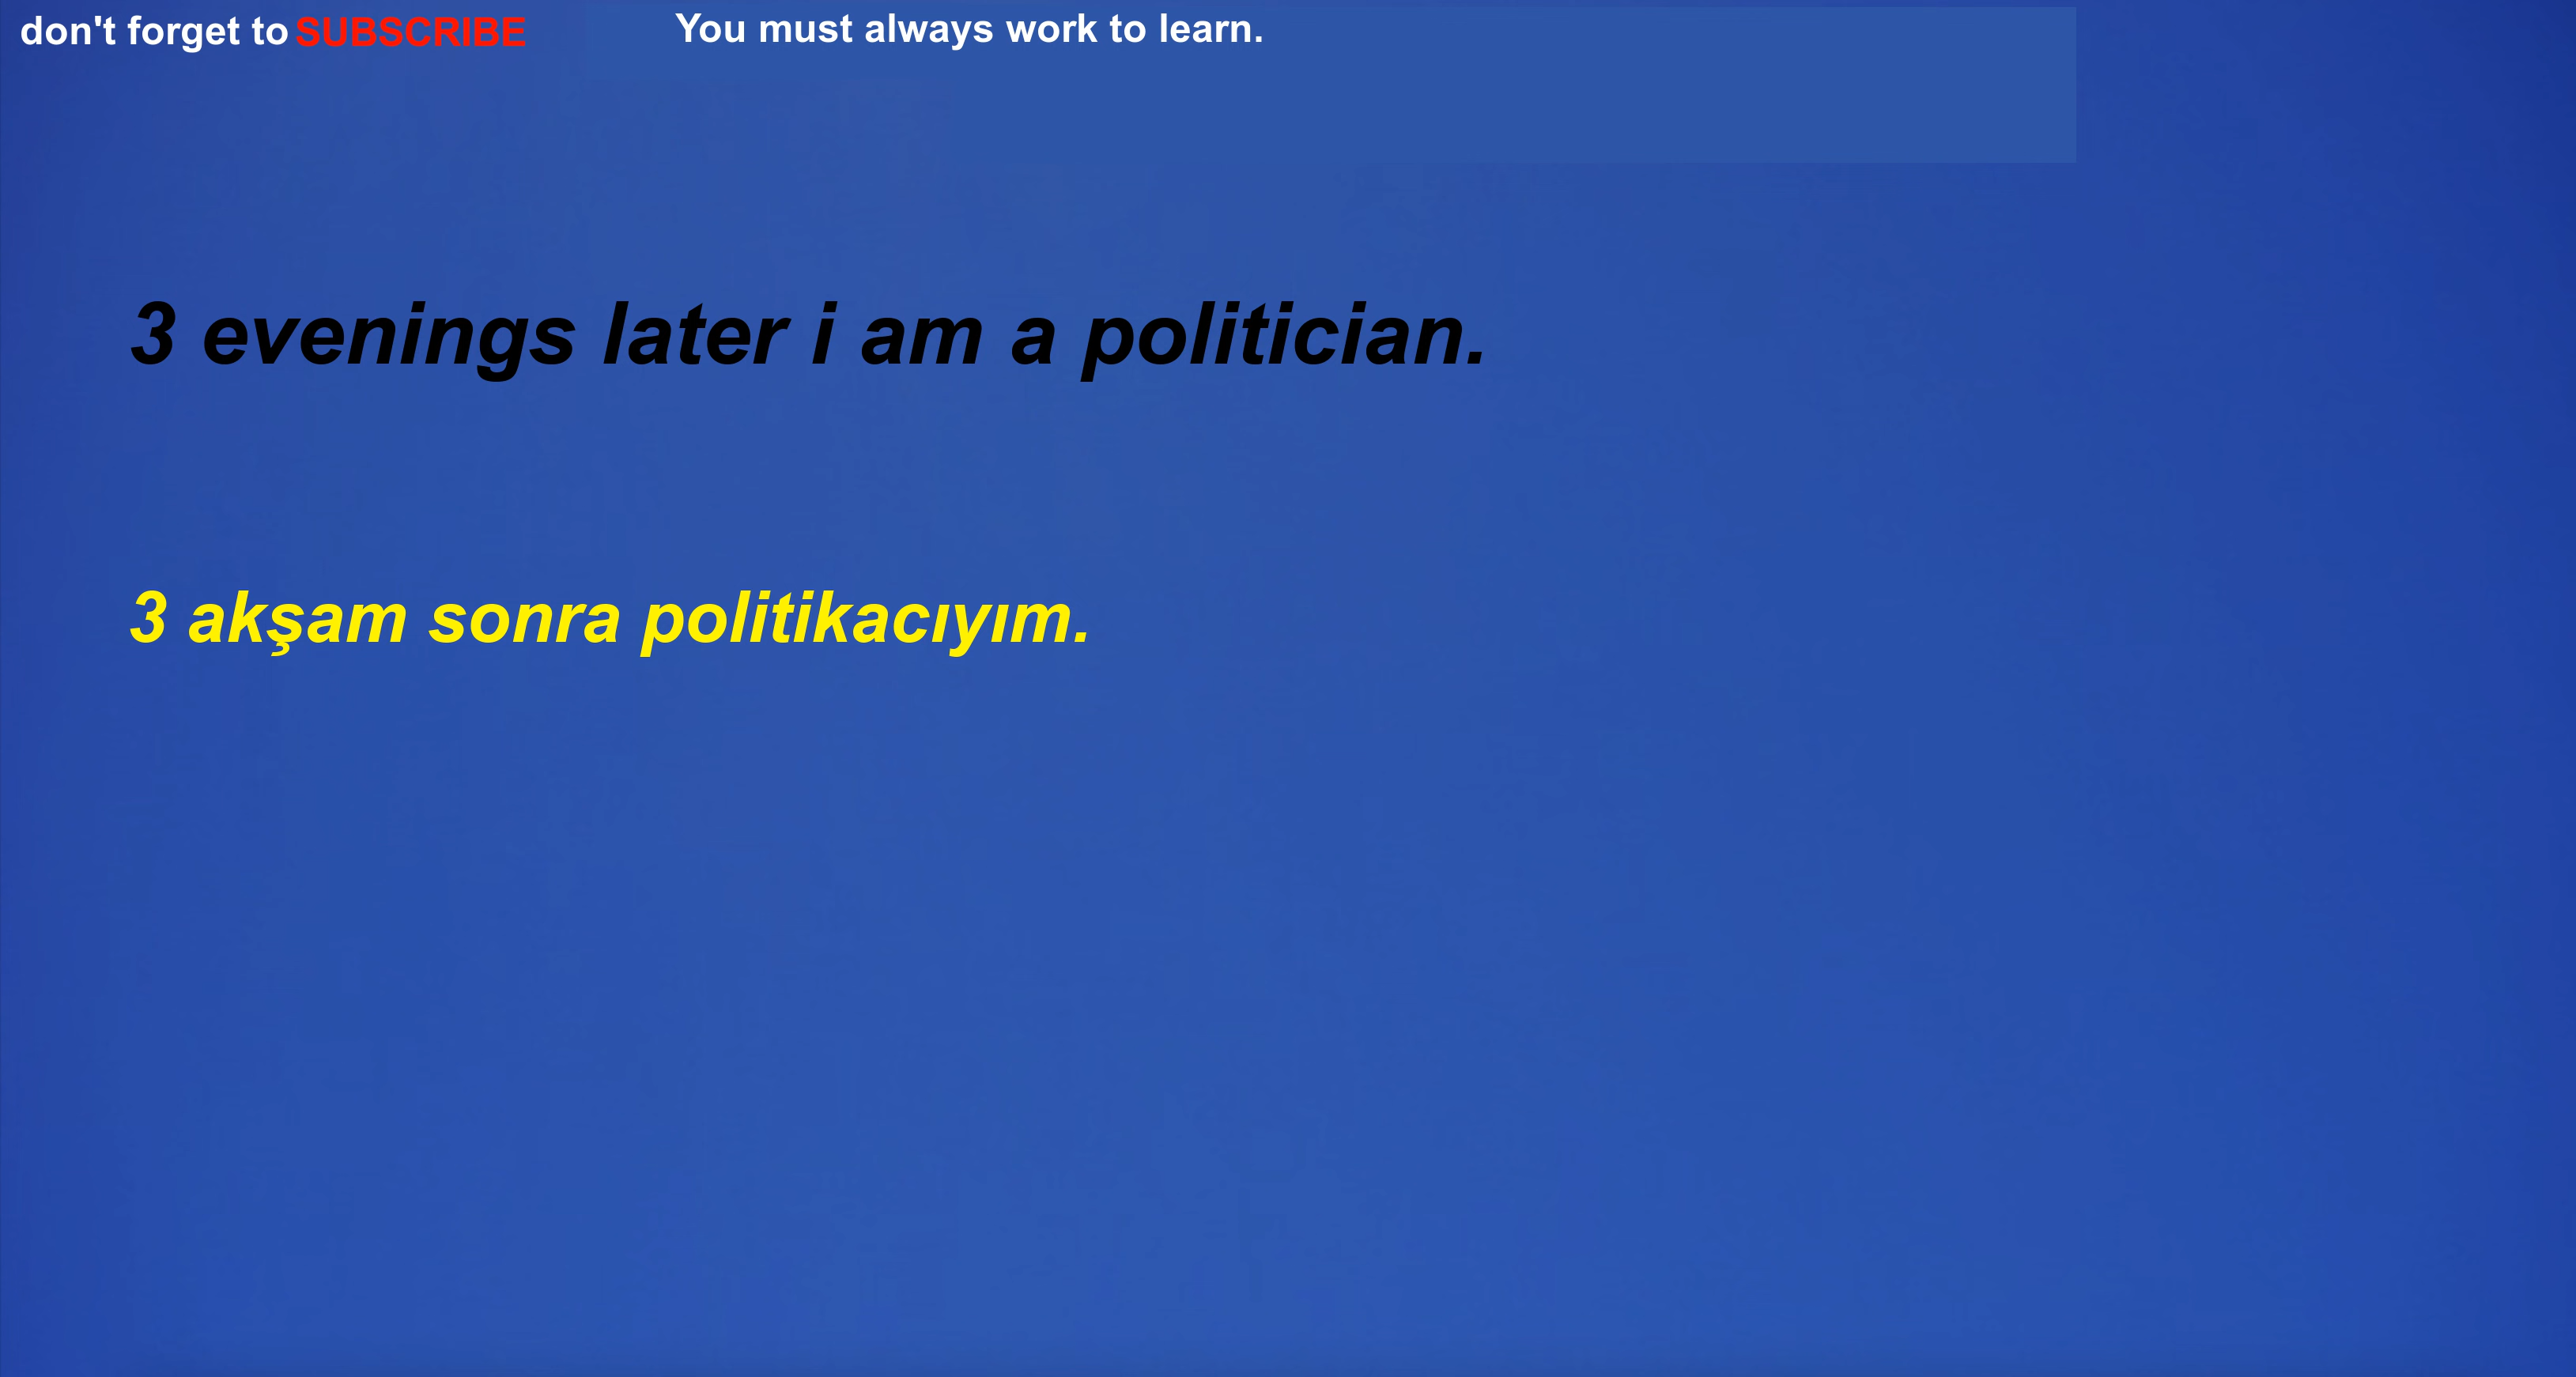 don't forget to SUBSCRIBE
You must always work to learn.
3 evenings later i am a politician.
3 akşam sonra politikacıyım.